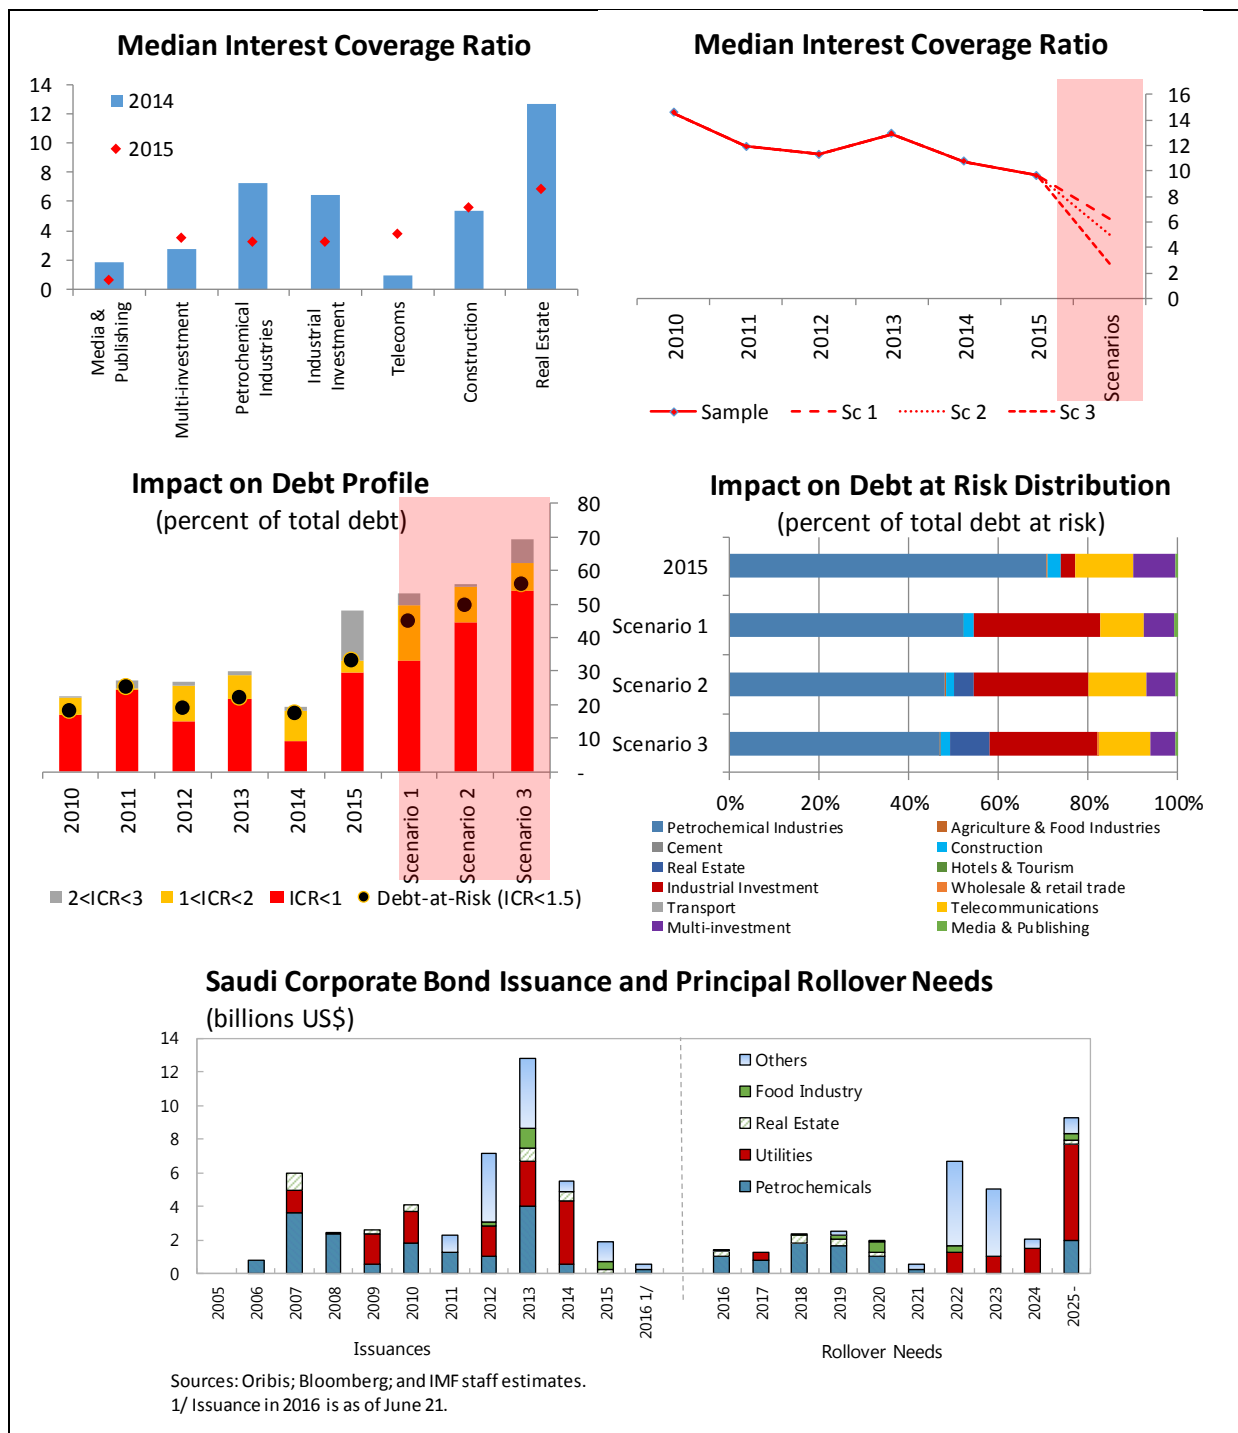 Median Interest Coverage Ratio
14
12
10
8
6
4
2
0
2014
2015
Media &
Publishing
Multi-investment
Petrochemical
Industries
Industrial
Investment
Telecoms
Construction
Real Estate
Median Interest Coverage Ratio
16
14
12
10
8
6
4
2
0
2010
2011
2012
2013
2014
2015
Scenarios
Sample
Sc 1
Sc 2
Sc 3
Impact on Debt Profile
(percent of total debt)
80
70
60
50
40
30
20
10
-
2010
2011
2012
2013
2014
2015
Scenario 1
Scenario 2
Scenario 3
2<ICR<3
1<ICR<2
ICR<1
Debt-at-Risk (ICR<1.5)
Impact on Debt at Risk Distribution
(percent of total debt at risk)
2015
Scenario 1
Scenario 2
Scenario 3
0%
20%
40%
60%
80%
100%
Petrochemical Industries
Agriculture & Food Industries
Cement
Construction
Real Estate
Hotels & Tourism
Industrial Investment
Wholesale & retail trade
Transport
Telecommunications
Multi-investment
Media & Publishing
Saudi Corporate Bond Issuance and Principal Rollover Needs
(billions US$)
14
12
10
8
6
4
2
0
Others
Food Industry
Real Estate
Utilities
Petrochemicals
2005
2006
2007
2008
2009
2010
2011
2012
2013
2014
2015
2016 1/
2016
2017
2018
2019
2020
2021
2022
2023
2024
2025 -
Issuances
Rollover Needs
Sources: Oribis; Bloomberg; and IMF staff estimates.
1/ Issuance in 2016 is as of June 21.